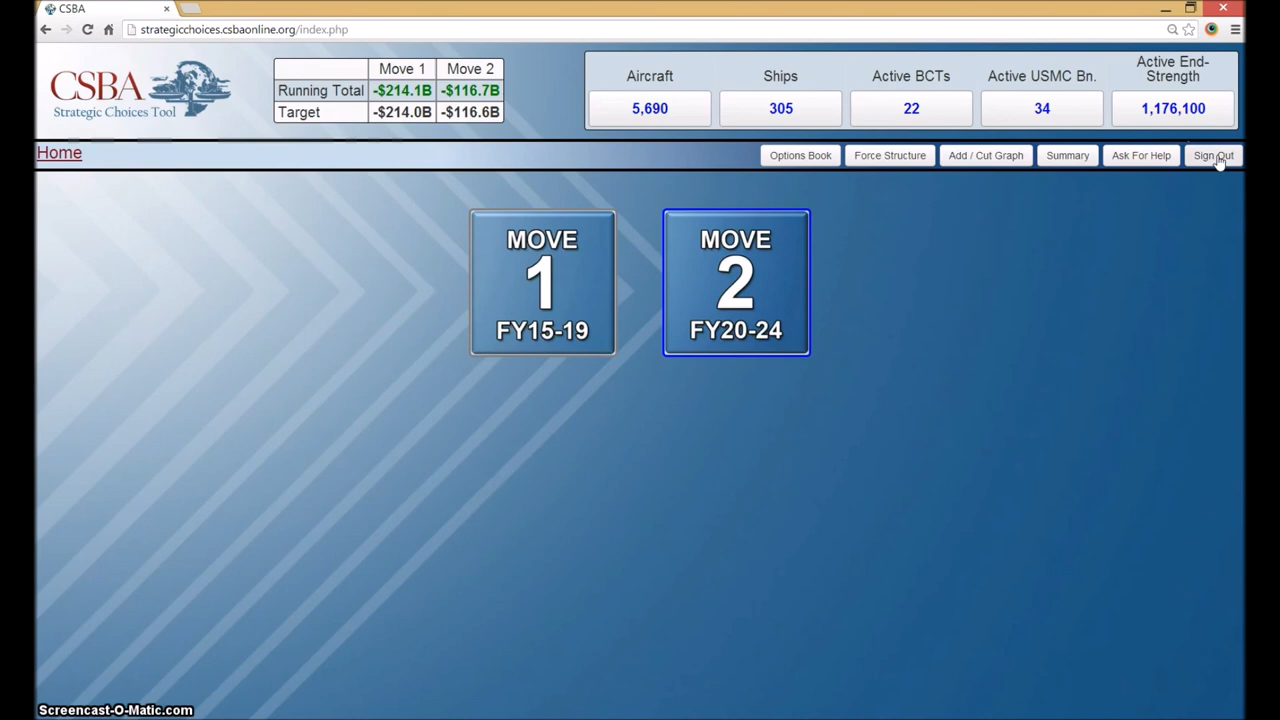 CSBA
strategicchoices.csbaonline.org/index.php
CSBA
Strategic Choices Tool
Move 1 Move 2
Running Total -$214.1B -$116.7B
Target -$214.0B -$116.6B
Aircraft
5,690
Ships
305
Active BCTs
22
Active USMC Bn.
34
Active End-
Strength
1,176,100
Home
Options Book Force Structure Add / Cut Graph Summary Ask For Help Sign Out
MOVE
1
FY15-19
MOVE
2
FY20-24
Screencast-O-Matic.com